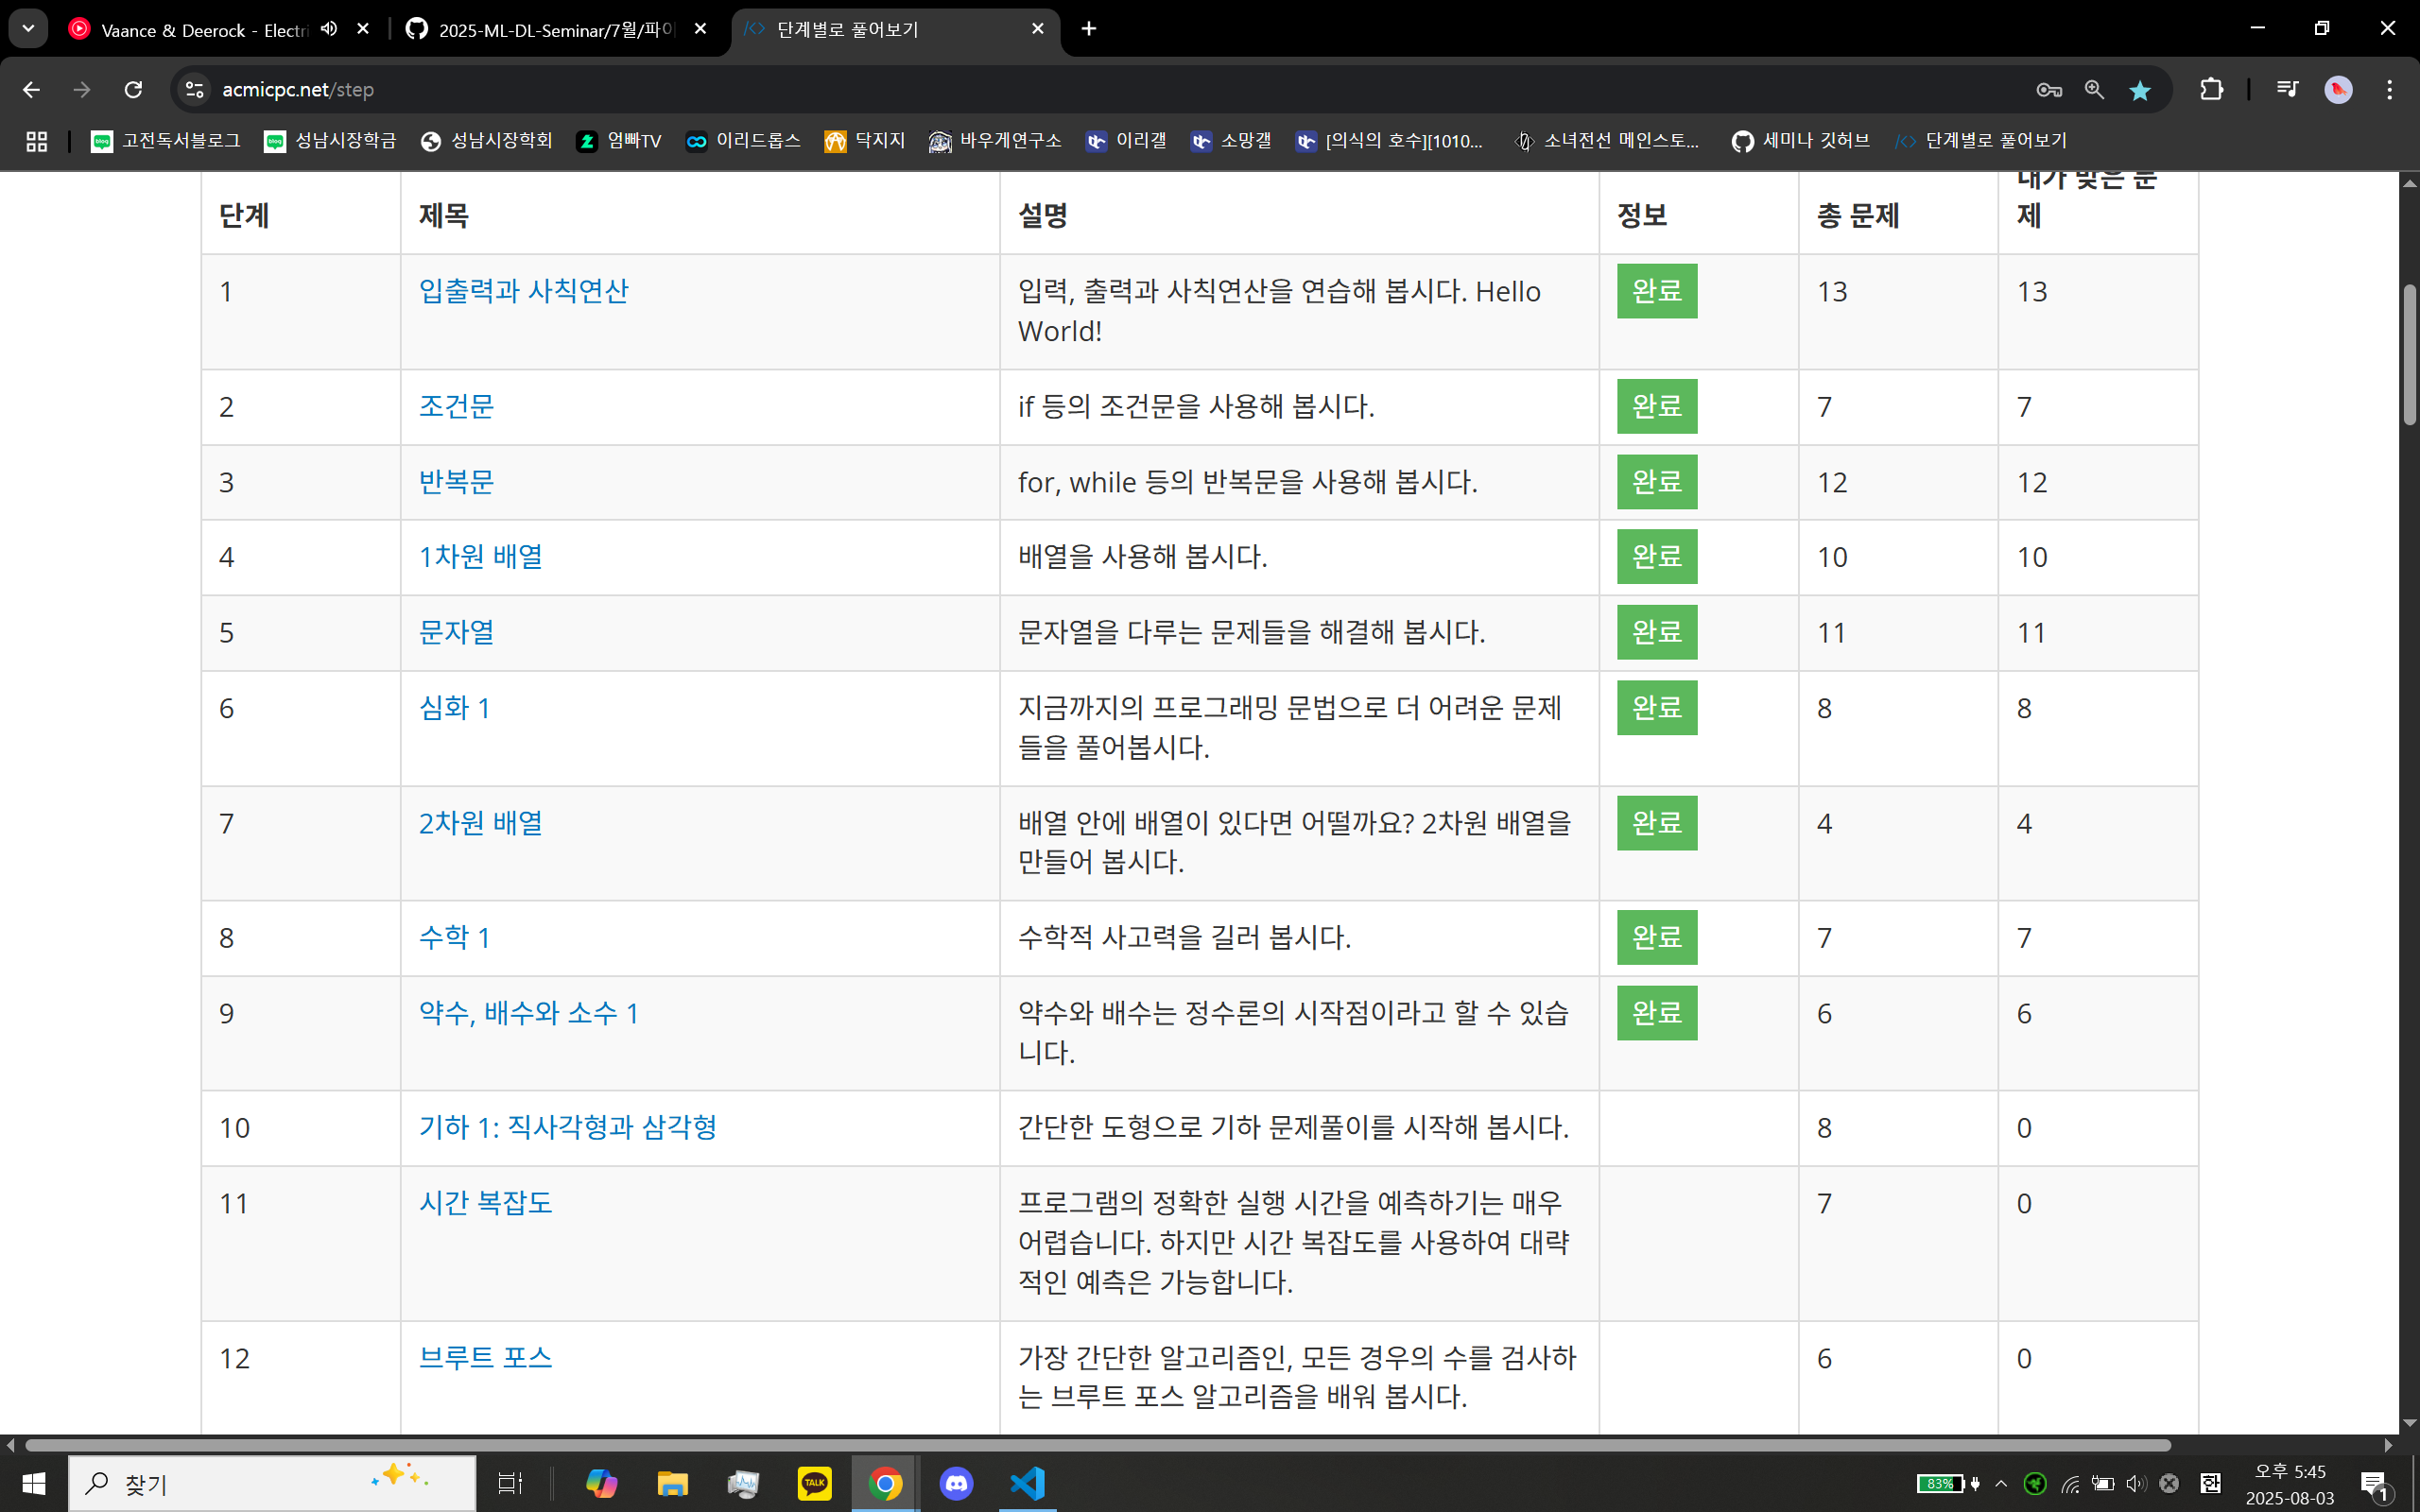 Vaance & Deerock - Electri
2025-ML-DL-Seminar/7월/파이
단계별로 풀어보기
acmicpc.net/step
고전독서블로그
성남시장학금
성남시장학회
엄빠TV
이리드롭스
닥지지
바우게연구소
이리갤
소망갤
[의식의 호수][1010...
소녀전선 메인스토...
세미나 깃허브
단계별로 풀어보기
단계 제목 설명 정보 총 문제 내가 맞은 문
제
1 입출력과 사칙연산 입력, 출력과 사칙연산을 연습해 봅시다. Hello 완료 13 13
World!
2 조건문 if 등의 조건문을 사용해 봅시다. 완료 7 7
3 반복문 for, while 등의 반복문을 사용해 봅시다. 완료 12 12
4 1차원 배열 배열을 사용해 봅시다. 완료 10 10
5 문자열 문자열을 다루는 문제들을 해결해 봅시다. 완료 11 11
6 심화 1 지금까지의 프로그래밍 문법으로 더 어려운 문제 완료 8 8
들을 풀어봅시다.
7 2차원 배열 배열 안에 배열이 있다면 어떨까요? 2차원 배열을 완료 4 4
만들어 봅시다.
8 수학 1 수학적 사고력을 길러 봅시다. 완료 7 7
9 약수, 배수와 소수 1 약수와 배수는 정수론의 시작점이라고 할 수 있습 완료 6 6
니다.
10 기하 1: 직사각형과 삼각형 간단한 도형으로 기하 문제풀이를 시작해 봅시다. 8 0
11 시간 복잡도 프로그램의 정확한 실행 시간을 예측하기는 매우 7 0
어렵습니다. 하지만 시간 복잡도를 사용하여 대략
적인 예측은 가능합니다.
12 브루트 포스 가장 간단한 알고리즘인, 모든 경우의 수를 검사하 6 0
는 브루트 포스 알고리즘을 배워 봅시다.
찾기
TALK
83%
한
오후 5:45
2025-08-03
1